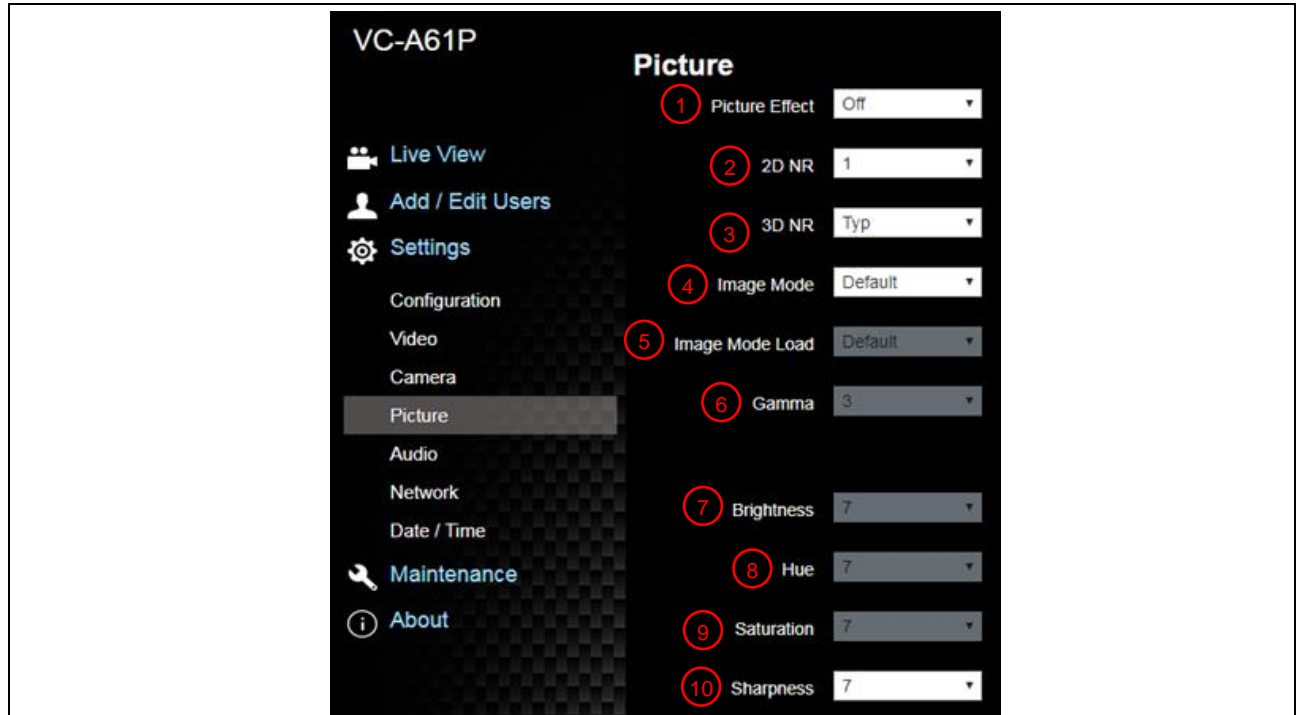 VC-A61P
Live View
Add / Edit Users
Settings
Configuration
Video
Camera
Picture
Audio
Network
Date / Time
Maintenance
About
Picture
1 Picture Effect Off
2 2D NR 1
3 3D NR Typ
4 Image Mode Default
5 Image Mode Load Default
6 Gamma 3
7 Brightness 7
8 Hue 7
9 Saturation 7
10 Sharpness 7